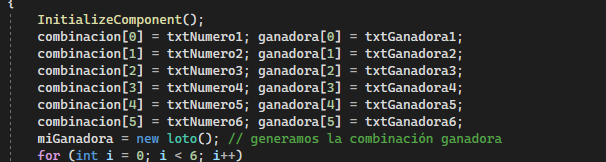 {
InitializeComponent();
combinacion[0] = txtNumero1; ganadora[0] = txtGanadora1;
combinacion[1] = txtNumero2; ganadora[1] = txtGanadora2;
combinacion[2] = txtNumero3; ganadora[2] = txtGanadora3;
combinacion[3] = txtNumero4; ganadora[3] = txtGanadora4;
combinacion[4] = txtNumero5; ganadora[4] = txtGanadora5;
combinacion[5] = txtNumero6; ganadora[5] = txtGanadora6;
miGanadora = new loto(); // generamos la combinación ganadora
for (int i = 0; i < 6; i++)